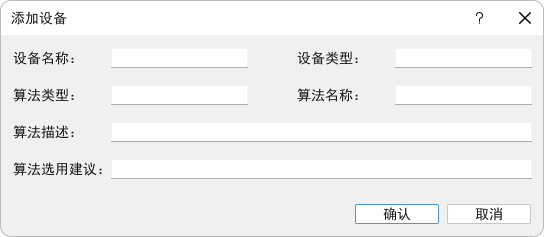 添加设备 ?
设备名称： 设备类型：
算法类型： 算法名称：
算法描述：
算法选用建议：
确认 取消